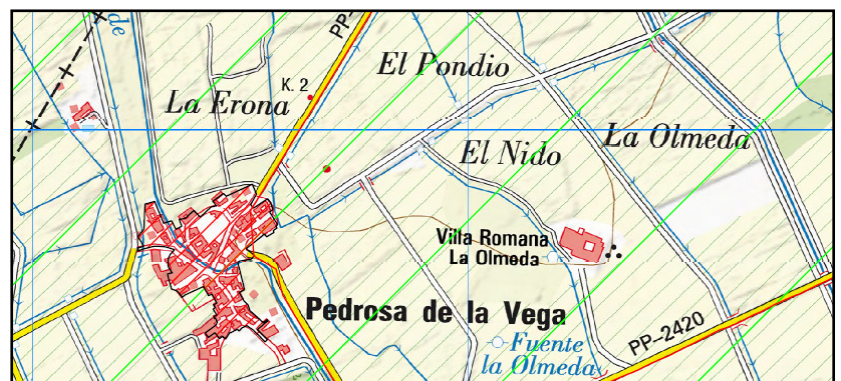 de
PP-
El Pondio
K. 2
La Erona
La Olmeda
El Nido
Villa Romana
La Olmeda
Pedrosa de la Vega
PP-2420
Fuente
la Olmeda